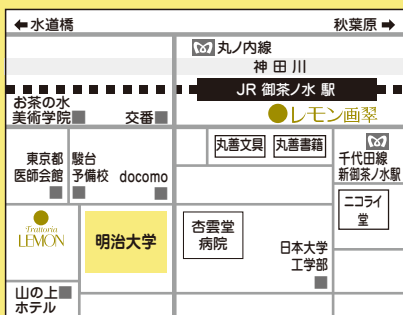 ←水道橋
秋葉原→
丸ノ内線
神田川
JR 御茶ノ水 駅
レモン画翠
お茶の水
美術学院
交番
丸善文具
丸善書籍
千代田線
新御茶ノ水駅
東京都
医師会館
駿台
予備校
docomo
ニコライ
堂
Trattoria
LEMON
明治大学
杏雲堂
病院
日本大学
工学部
山の上
ホテル